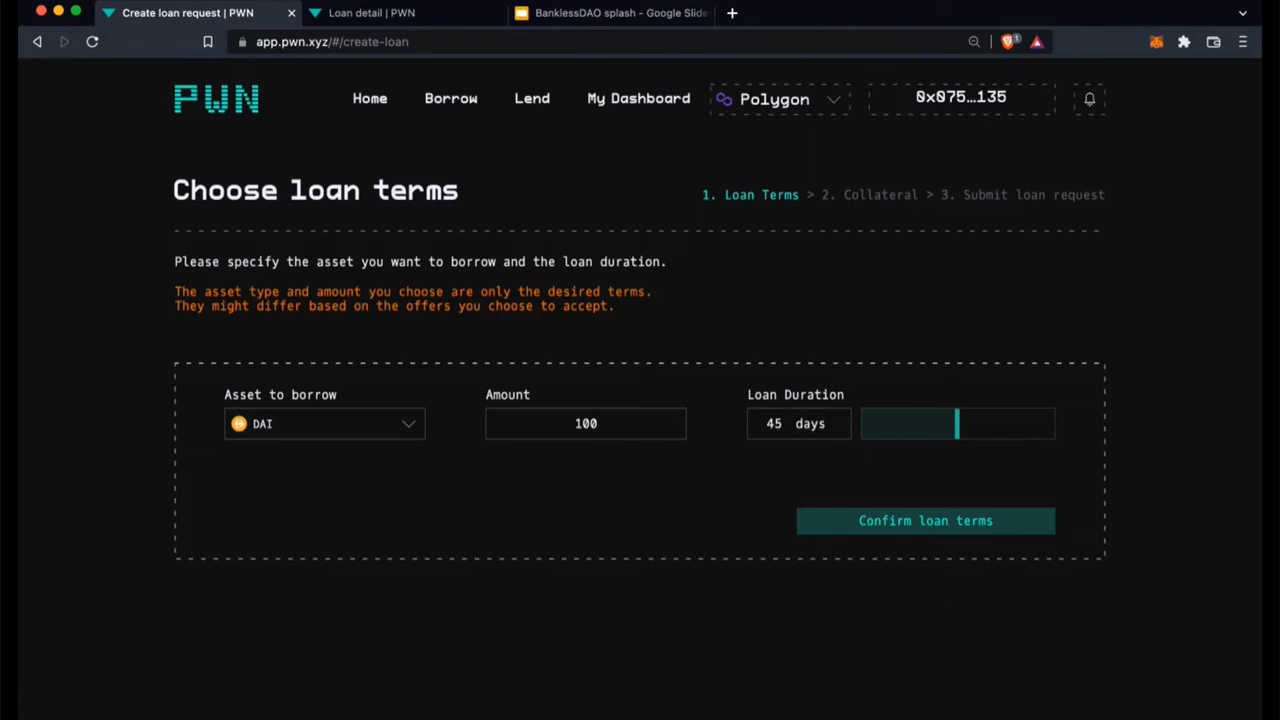 Create loan request | PWN
Loan detail | PWN
BanklessDAO splash - Google Slide
app.pwn.xyz/#/create-loan
1
PWN
Home
Borrow
Lend
My Dashboard
Polygon
0x075…135
Choose loan terms
1. Loan Terms > 2. Collateral > 3. Submit loan request
Please specify the asset you want to borrow and the loan duration.
The asset type and amount you choose are only the desired terms.
They might differ based on the offers you choose to accept.
Asset to borrow
Amount
Loan Duration
DAI
100
45 days
Confirm loan terms